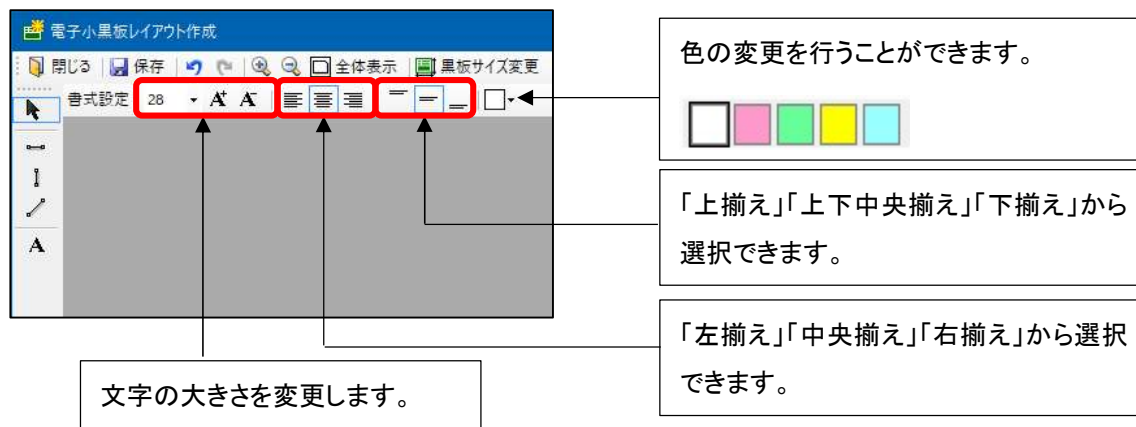 電子小黒板レイアウト作成
閉じる 保存 全体表示 黒板サイズ変更
書式設定 28 A A
A
色の変更を行うことができます。
「上揃え」「上下中央揃え」「下揃え」から
選択できます。
「左揃え」「中央揃え」「右揃え」から選択
できます。
文字の大きさを変更します。